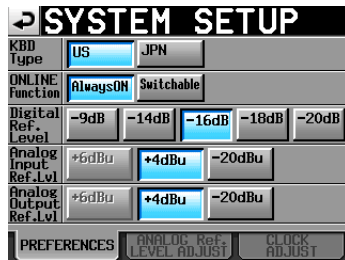 SYSTEM SETUP
KBD
Type
US JPN
ONLINE
Function
AlwaysON Switchable
Digital
Ref.
Level
-9dB -14dB -16dB -18dB -20dB
Analog
Input
Ref.Lvl
+6dBu +4dBu -20dBu
Analog
Output
Ref.Lvl
+6dBu +4dBu -20dBu
PREFERENCES
ANALOG Ref.
LEVEL ADJUST
CLOCK
ADJUST